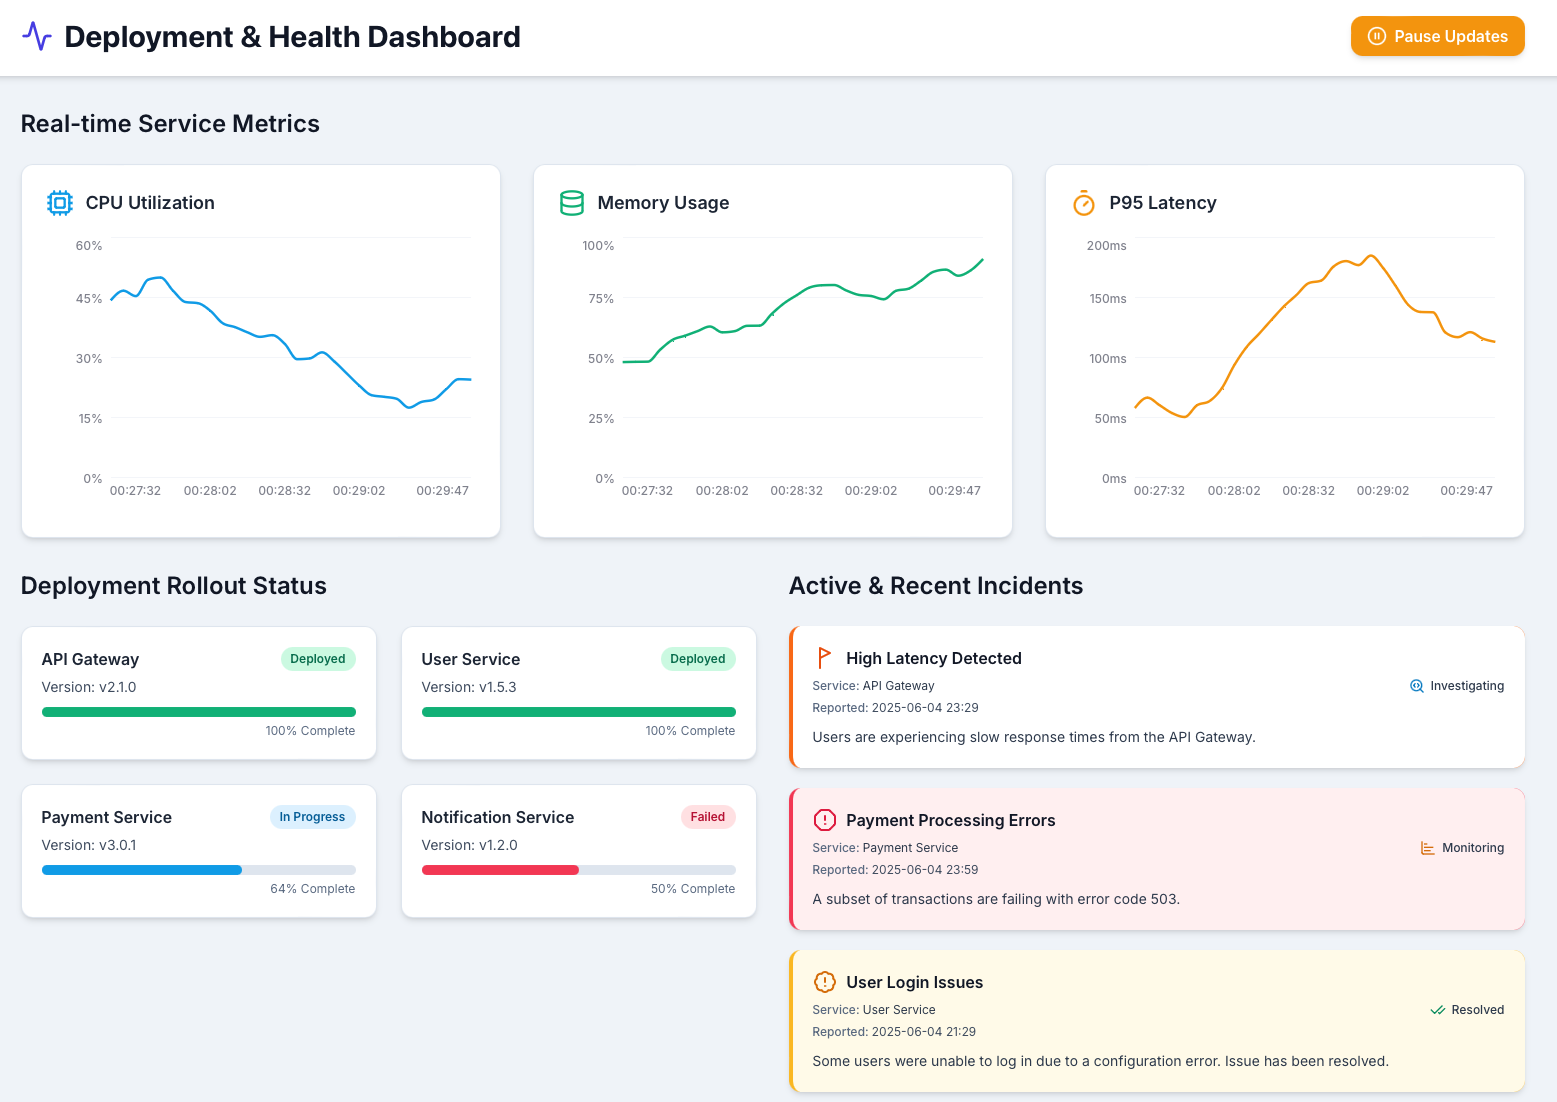 Deployment & Health Dashboard
Pause Updates
Real-time Service Metrics
CPU Utilization
60%
45%
30%
15%
0%
00:27:32 00:28:02 00:28:32 00:29:02 00:29:47
Memory Usage
100%
75%
50%
25%
0%
00:27:32 00:28:02 00:28:32 00:29:02 00:29:47
P95 Latency
200ms
150ms
100ms
50ms
0ms
00:27:32 00:28:02 00:28:32 00:29:02 00:29:47
Deployment Rollout Status
API Gateway Deployed
Version: v2.1.0
100% Complete
User Service Deployed
Version: v1.5.3
100% Complete
Payment Service In Progress
Version: v3.0.1
64% Complete
Notification Service Failed
Version: v1.2.0
50% Complete
Active & Recent Incidents
High Latency Detected
Service: API Gateway Investigating
Reported: 2025-06-04 23:29
Users are experiencing slow response times from the API Gateway.
Payment Processing Errors
Service: Payment Service Monitoring
Reported: 2025-06-04 23:59
A subset of transactions are failing with error code 503.
User Login Issues
Service: User Service Resolved
Reported: 2025-06-04 21:29
Some users were unable to log in due to a configuration error. Issue has been resolved.